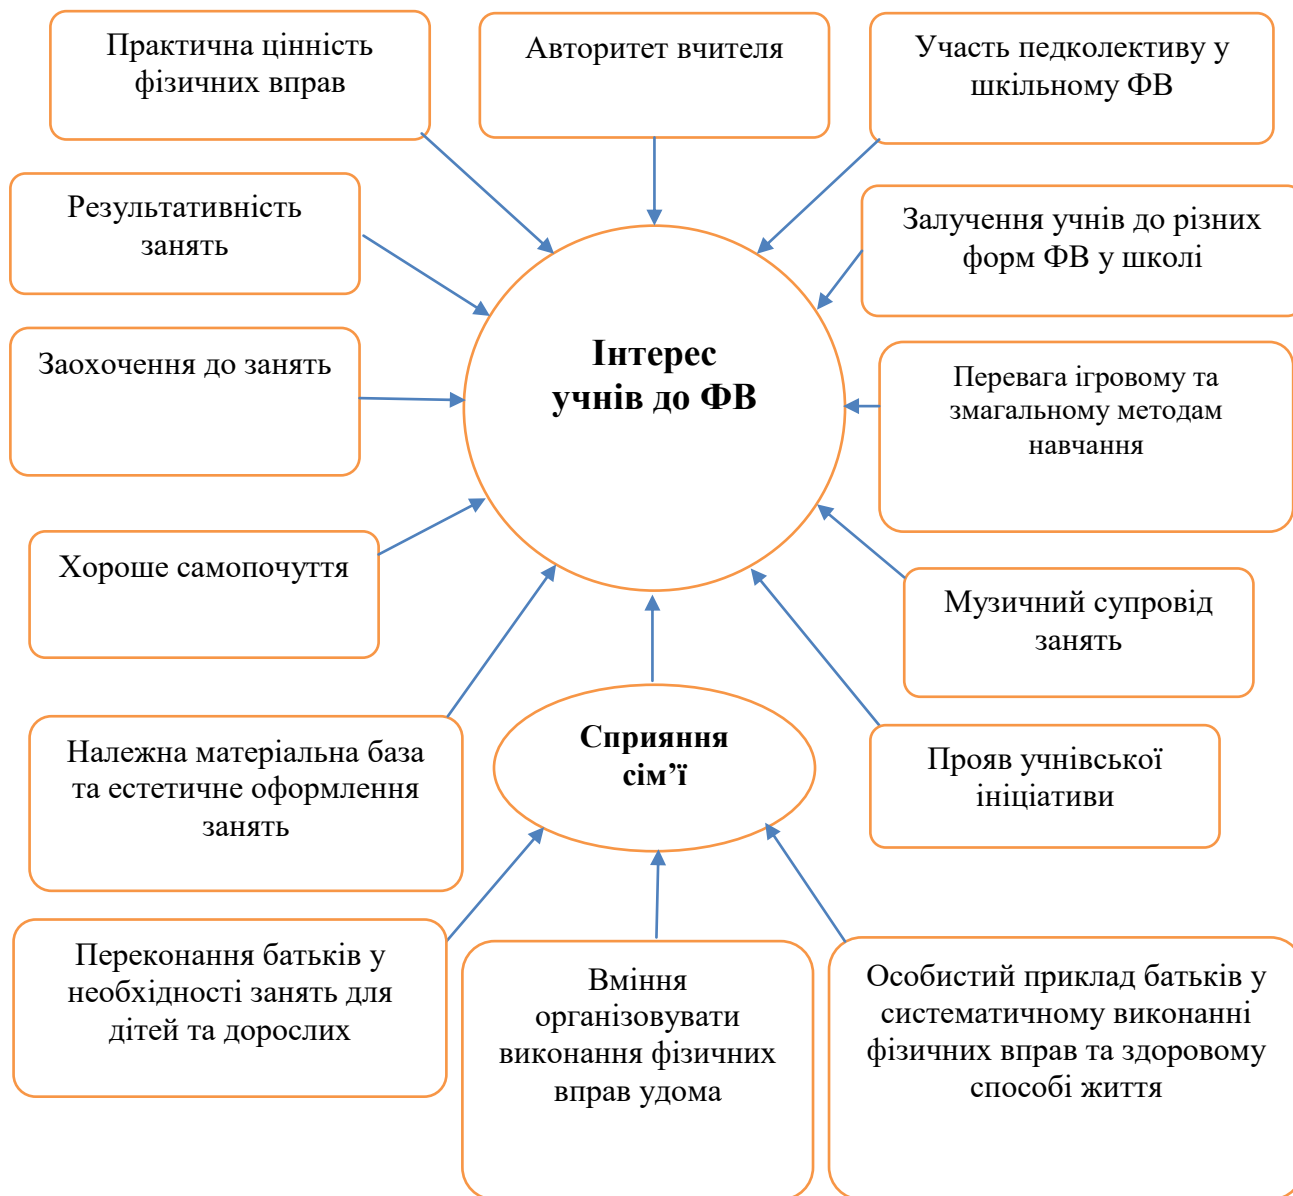 Практична цінність
фізичних вправ
Авторитет вчителя
Участь педколективу у
шкільному ФВ
Результативність
занять
Залучення учнів до різних
форм ФВ у школі
Заохочення до занять
Інтерес
учнів до ФВ
Перевага ігровому та
змагальному методам
навчання
Хороше самопочуття
Музичний супровід
занять
Належна матеріальна база
та естетичне оформлення
занять
Сприяння
сім’ї
Прояв учнівської
ініціативи
Переконання батьків у
необхідності занять для
дітей та дорослих
Вміння
організовувати
виконання фізичних
вправ удома
Особистий приклад батьків у
систематичному виконанні
фізичних вправ та здоровому
способі життя